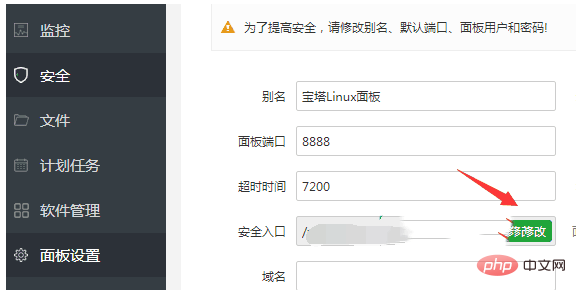 监控
安全
文件
计划任务
软件管理
面板设置
为了提高安全，请修改别名、默认端口、面板用户和密码!
别名
宝塔Linux面板
面板端口
8888
超时时间
7200
安全入口
/
修修改
域名
php 中文网